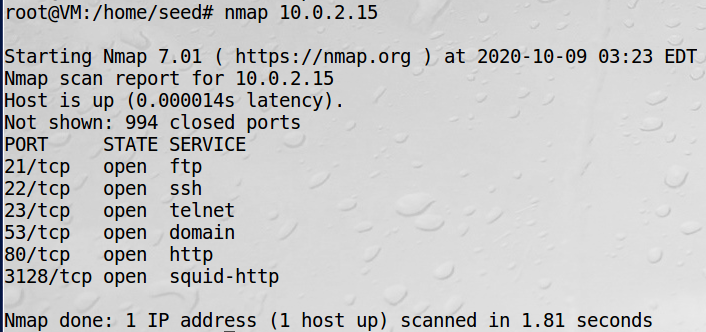 root@VM:/home/seed# nmap 10.0.2.15
Starting Nmap 7.01 ( https://nmap.org ) at 2020-10-09 03:23 EDT
Nmap scan report for 10.0.2.15
Host is up (0.000014s latency).
Not shown: 994 closed ports
PORT     STATE SERVICE
21/tcp   open  ftp
22/tcp   open  ssh
23/tcp   open  telnet
53/tcp   open  domain
80/tcp   open  http
3128/tcp open  squid-http
Nmap done: 1 IP address (1 host up) scanned in 1.81 seconds